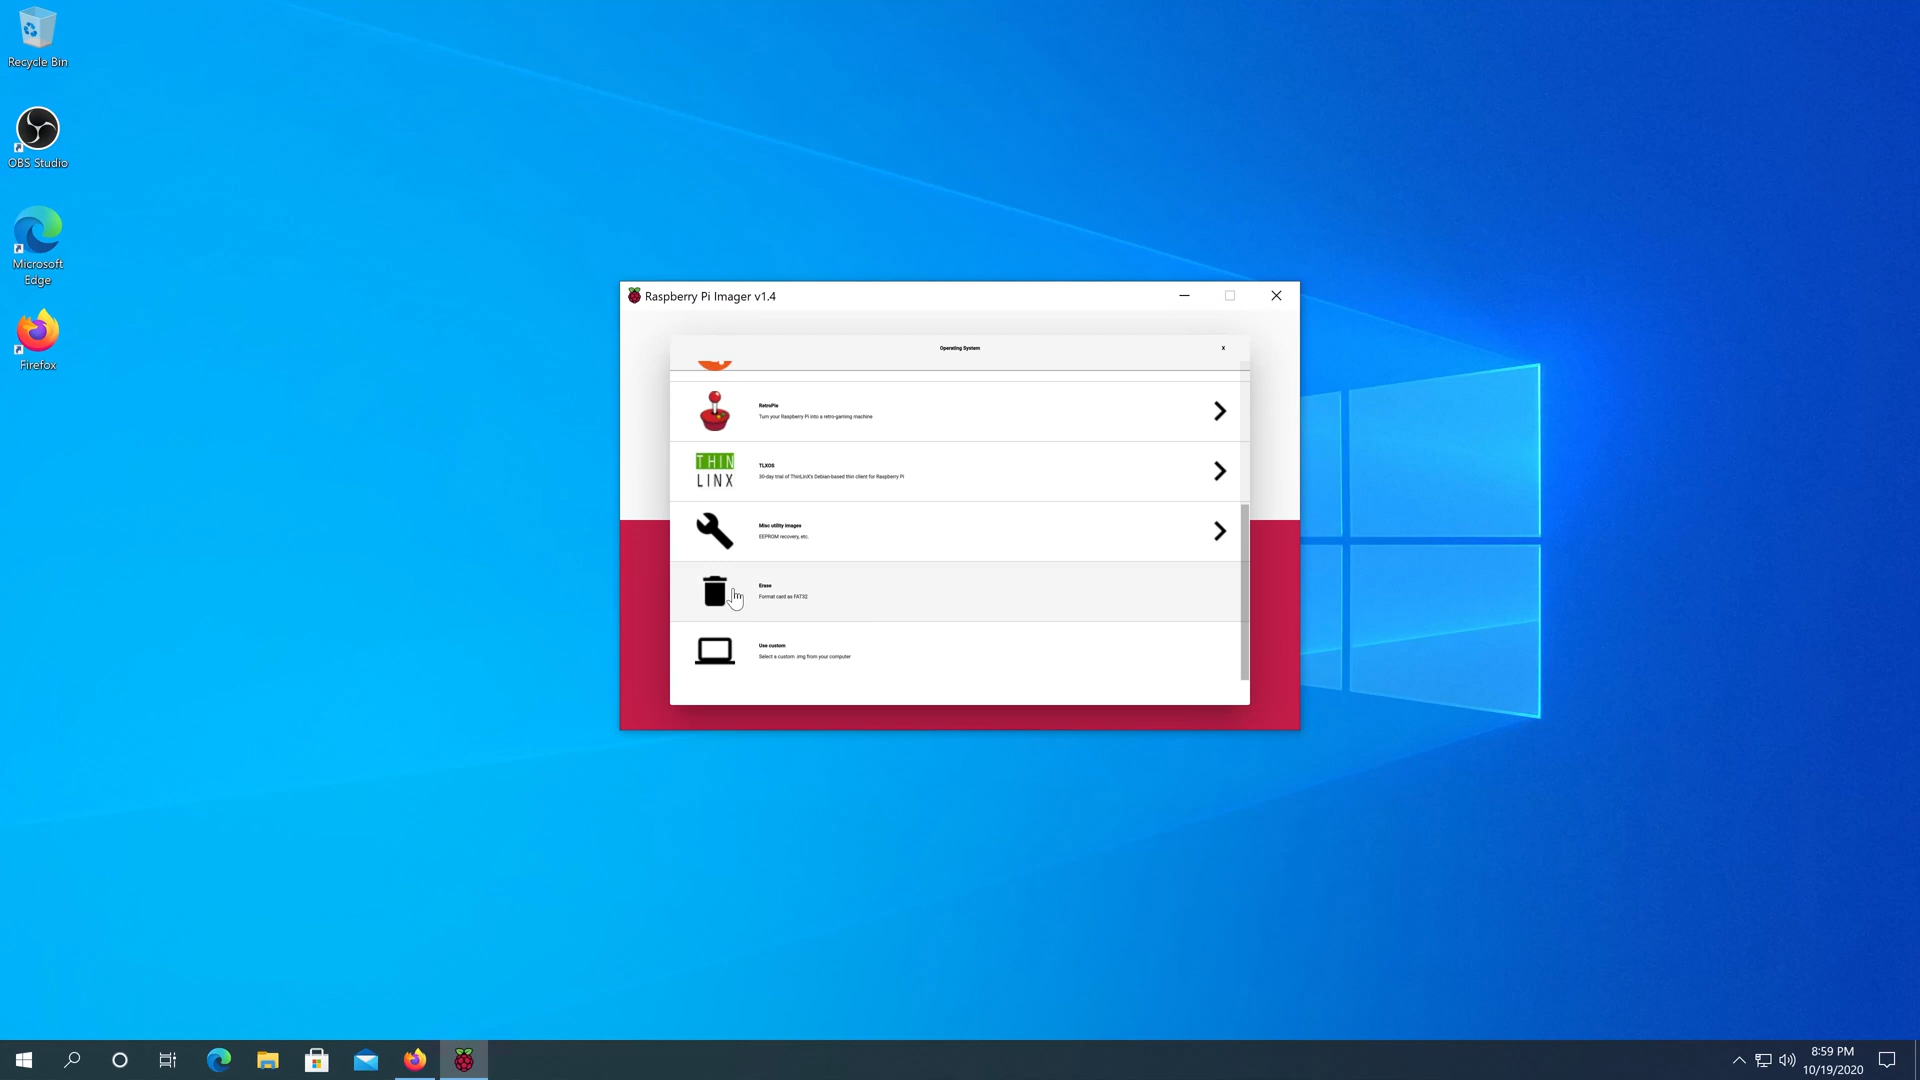 Recycle Bin
OBS Studio
Microsoft
Edge
Firefox
Raspberry Pi Imager v1.4
Operating System
x
RetroPie
Turn your Raspberry Pi into a retro-gaming machine
THIN
LINX
TLXOS
30-day trial of ThinLinX's Debian-based thin client for Raspberry Pi
Misc utility images
EEPROM recovery, etc.
Erase
Format card as FAT32
Use custom
Select a custom .img from your computer
8:59 PM
10/19/2020